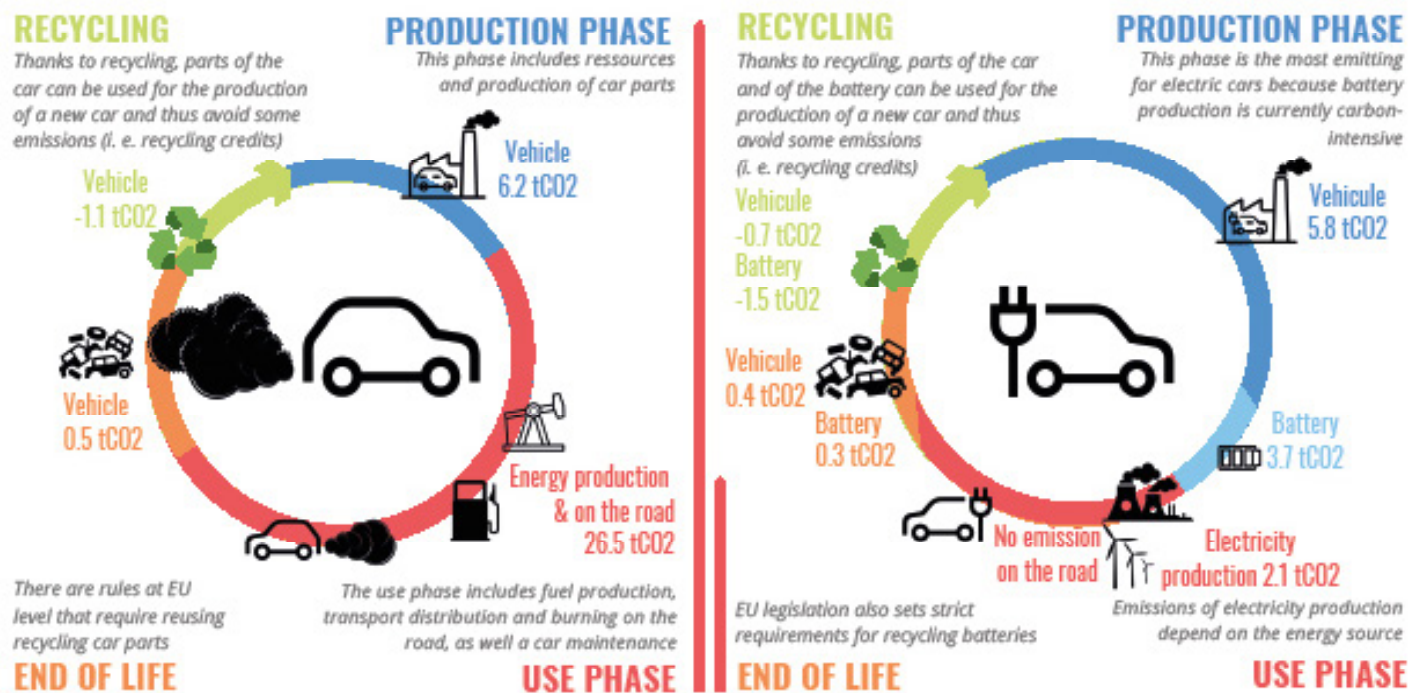 RECYCLING
Thanks to recycling, parts of the
car can be used for the production
of a new car and thus avoid some
emissions (i. e. recycling credits)
PRODUCTION PHASE
This phase includes ressources
and production of car parts
Vehicle
6.2 tCO2
Vehicle
-1.1 tCO2
Vehicle
0.5 tCO2
Energy production
& on the road
26.5 tCO2
There are rules at EU
level that require reusing
recycling car parts
END OF LIFE
The use phase includes fuel production,
transport distribution and burning on the
road, as well a car maintenance
USE PHASE
RECYCLING
Thanks to recycling, parts of the car
and of the battery can be used for the
production of a new car and thus
avoid some emissions
(i. e. recycling credits)
PRODUCTION PHASE
This phase is the most emitting
for electric cars because battery
production is currently carbon-
intensive
Vehicule
5.8 tCO2
Vehicule
-0.7 tCO2
Battery
-1.5 tCO2
Vehicule
0.4 tCO2
Battery
0.3 tCO2
Battery
3.7 tCO2
No emission
on the road
Electricity
production 2.1 tCO2
EU legislation also sets strict
requirements for recycling batteries
END OF LIFE
Emissions of electricity production
depend on the energy source
USE PHASE